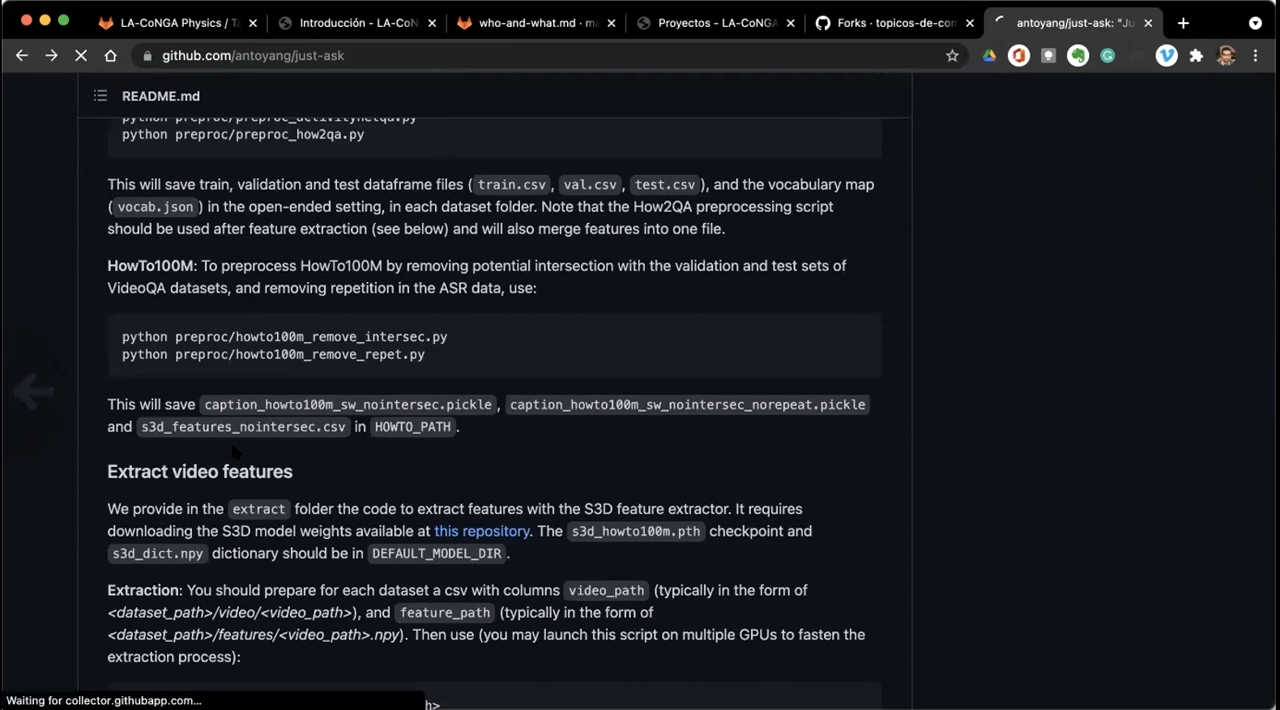 LA-CoNGA Physics / Ta
Introducción - LA-CoN
who-and-what.md · ma
Proyectos - LA-CoNGA
Forks · topicos-de-con
antoyang/just-ask: "Ju
github.com/antoyang/just-ask
README.md
python preproc/preproc_activitynetqa.py
python preproc/preproc_how2qa.py
This will save train, validation and test dataframe files (train.csv, val.csv, test.csv), and the vocabulary map
(vocab.json) in the open-ended setting, in each dataset folder. Note that the How2QA preprocessing script
should be used after feature extraction (see below) and will also merge features into one file.
HowTo100M: To preprocess HowTo100M by removing potential intersection with the validation and test sets of
VideoQA datasets, and removing repetition in the ASR data, use:
python preproc/howto100m_remove_intersec.py
python preproc/howto100m_remove_repet.py
This will save caption_howto100m_sw_nointersec.pickle, caption_howto100m_sw_nointersec_norepeat.pickle
and s3d_features_nointersec.csv in HOWTO_PATH.
Extract video features
We provide in the extract folder the code to extract features with the S3D feature extractor. It requires
downloading the S3D model weights available at this repository. The s3d_howto100m.pth checkpoint and
s3d_dict.npy dictionary should be in DEFAULT_MODEL_DIR.
Extraction: You should prepare for each dataset a csv with columns video_path (typically in the form of
<dataset_path>/video/<video_path>), and feature_path (typically in the form of
<dataset_path>/features/<video_path>.npy). Then use (you may launch this script on multiple GPUs to fasten the
extraction process):
Waiting for collector.githubapp.com...
h>